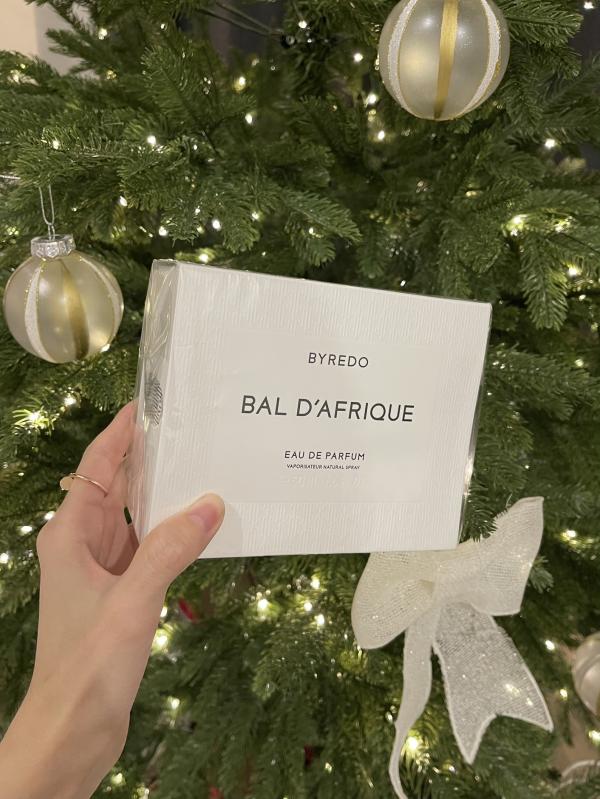 BYREDO
BAL D'AFRIQUE
EAU DE PARFUM
VAPORISATEUR NATURAL SPRAY